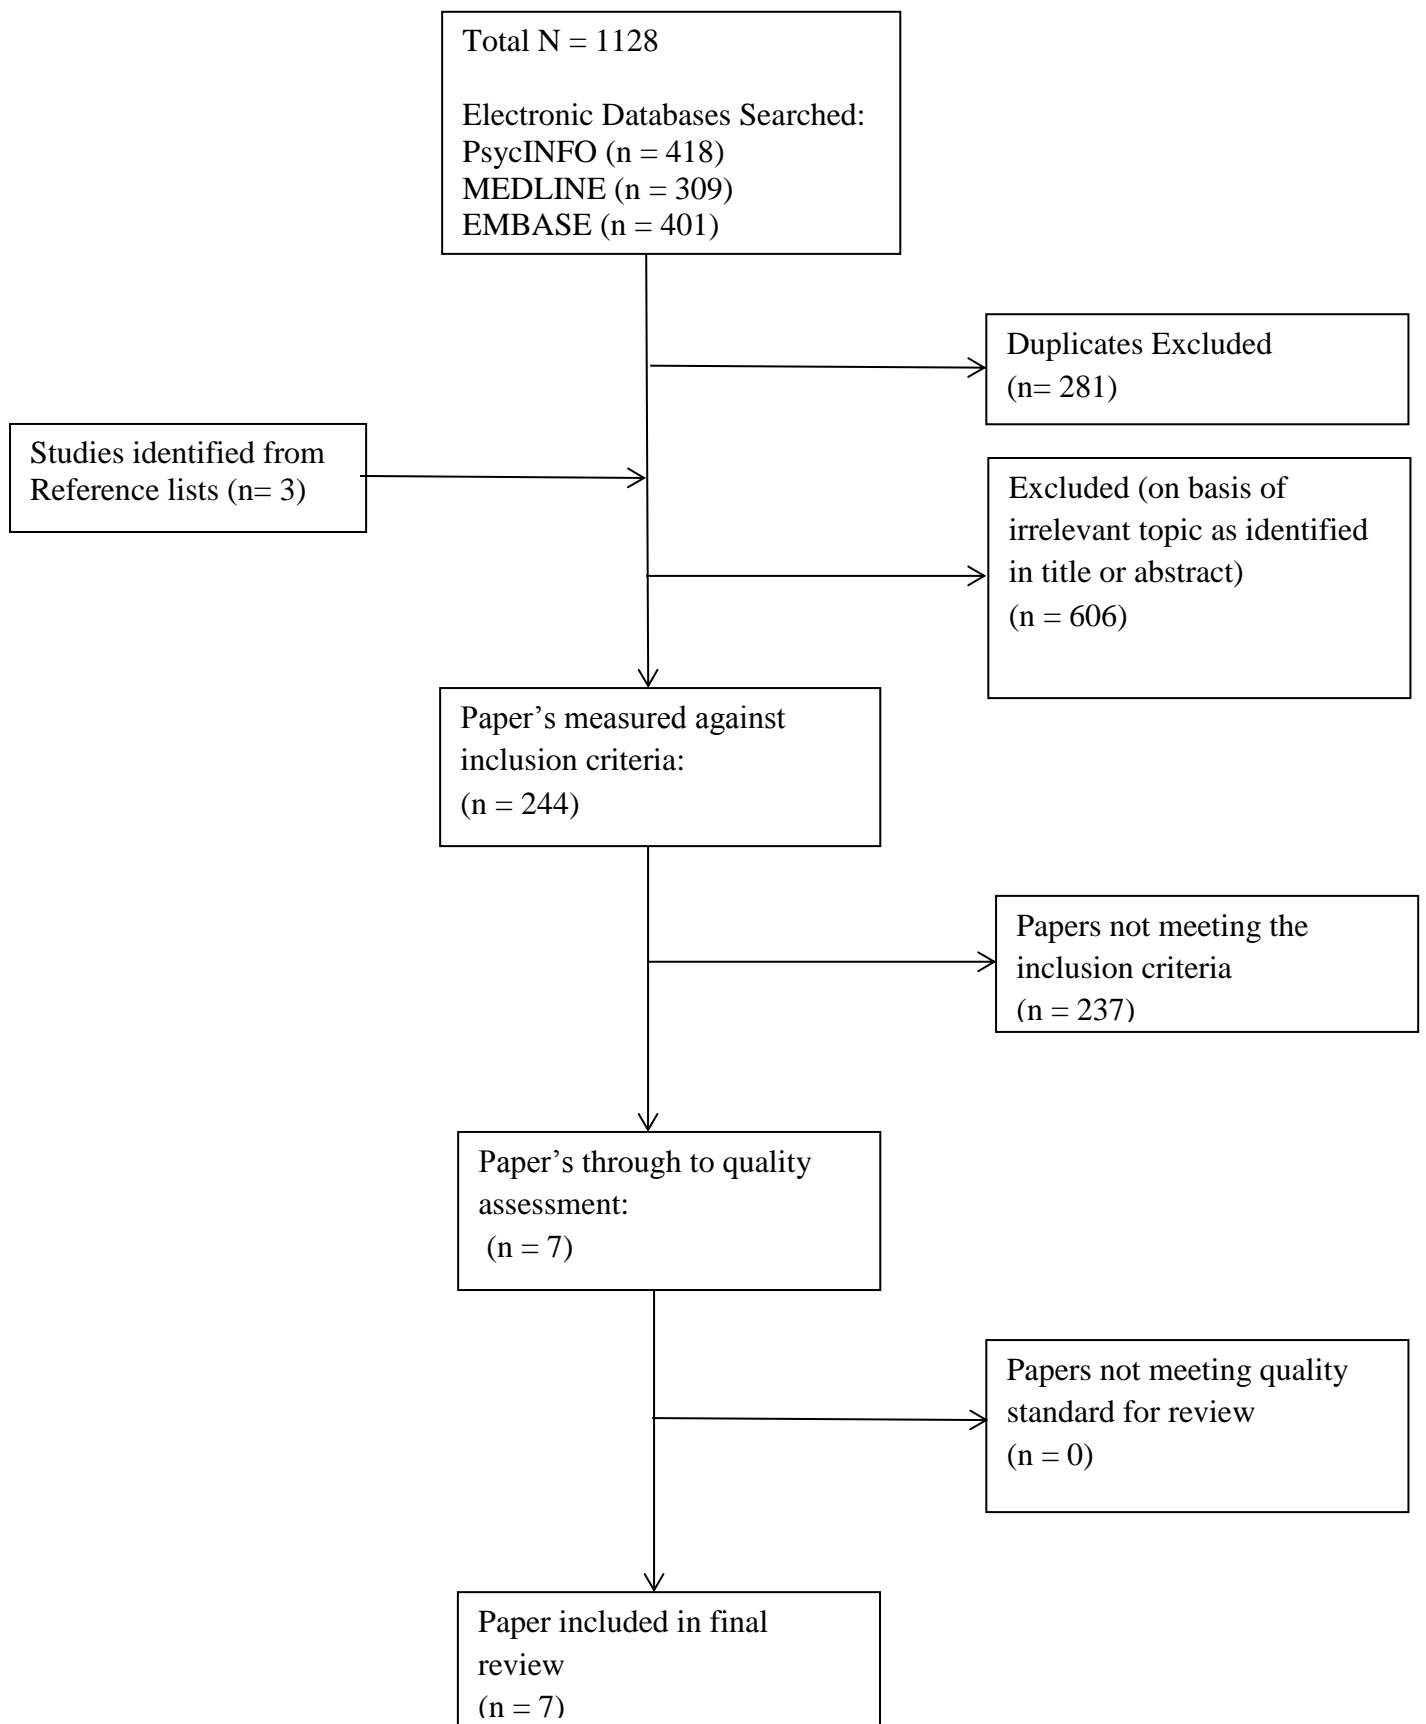 Total N = 1128
Electronic Databases Searched:
PsycINFO (n = 418)
MEDLINE (n = 309)
EMBASE (n = 401)
Duplicates Excluded
(n= 281)
Studies identified from
Reference lists (n= 3)
Excluded (on basis of
irrelevant topic as identified
in title or abstract)
(n = 606)
Paper’s measured against
inclusion criteria:
(n = 244)
Papers not meeting the
inclusion criteria
(n = 237)
Paper’s through to quality
assessment:
(n = 7)
Papers not meeting quality
standard for review
(n = 0)
Paper included in final
review
(n = 7)